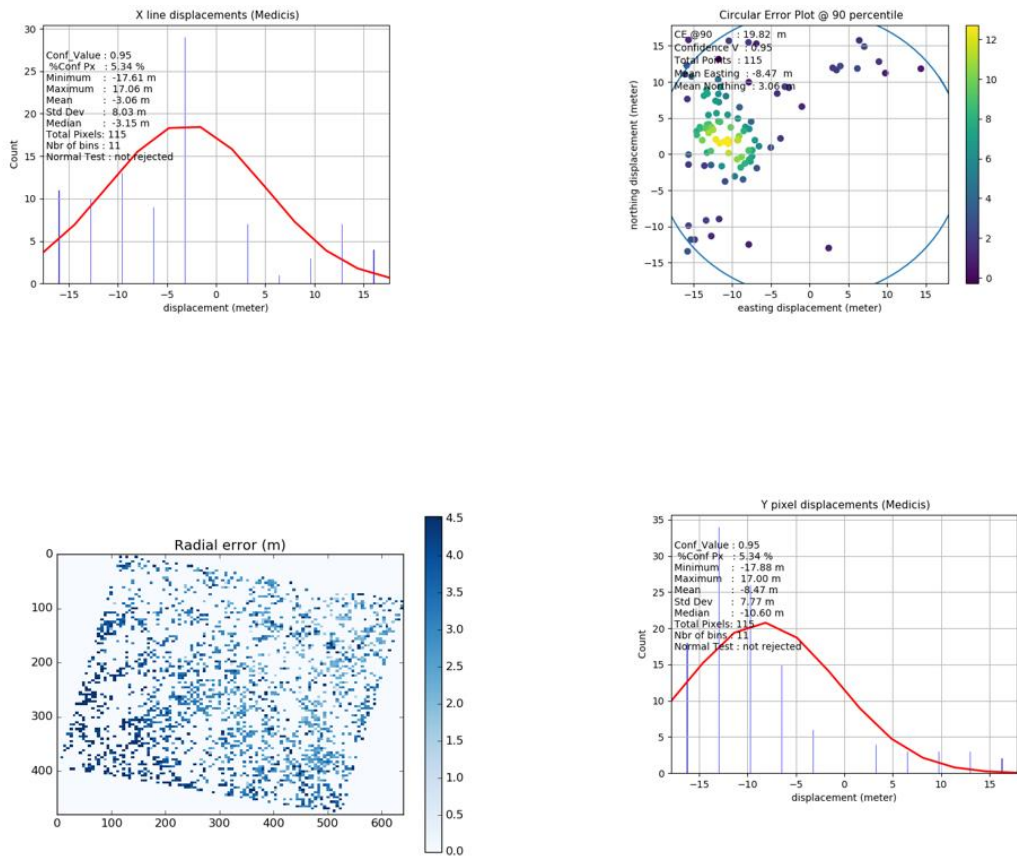 X line displacements (Medicis)
30
25
20
15
10
5
0
Count
Conf_Value : 0.95
%Conf Px : 5.34 %
Minimum : -17.61 m
Maximum : 17.06 m
Mean : -3.06 m
Std Dev : 8.03 m
Median : -3.15 m
Total Pixels: 115
Nbr of bins : 11
Normal Test : not rejected
−15 −10 −5 0 5 10 15
displacement (meter)
Circular Error Plot @ 90 percentile
15
10
5
0
−5
−10
−15
northing displacement (meter)
CE @90 : 19.82 m
Confidence V : 0.95
Total Points : 115
Mean Easting : -8.47 m
Mean Northing : 3.06 m
−15 −10 −5 0 5 10 15
easting displacement (meter)
12
10
8
6
4
2
0
Radial error (m)
0
100
200
300
400
0 100 200 300 400 500 600
4.5
4.0
3.5
3.0
2.5
2.0
1.5
1.0
0.5
0.0
Y pixel displacements (Medicis)
35
30
25
20
15
10
5
0
Count
Conf_Value : 0.95
%Conf Px : 5.34 %
Minimum : -17.88 m
Maximum : 17.00 m
Mean : -8.47 m
Std Dev : 7.77 m
Median : -10.60 m
Total Pixels: 115
Nbr of bins : 11
Normal Test : not rejected
−15 −10 −5 0 5 10 15
displacement (meter)